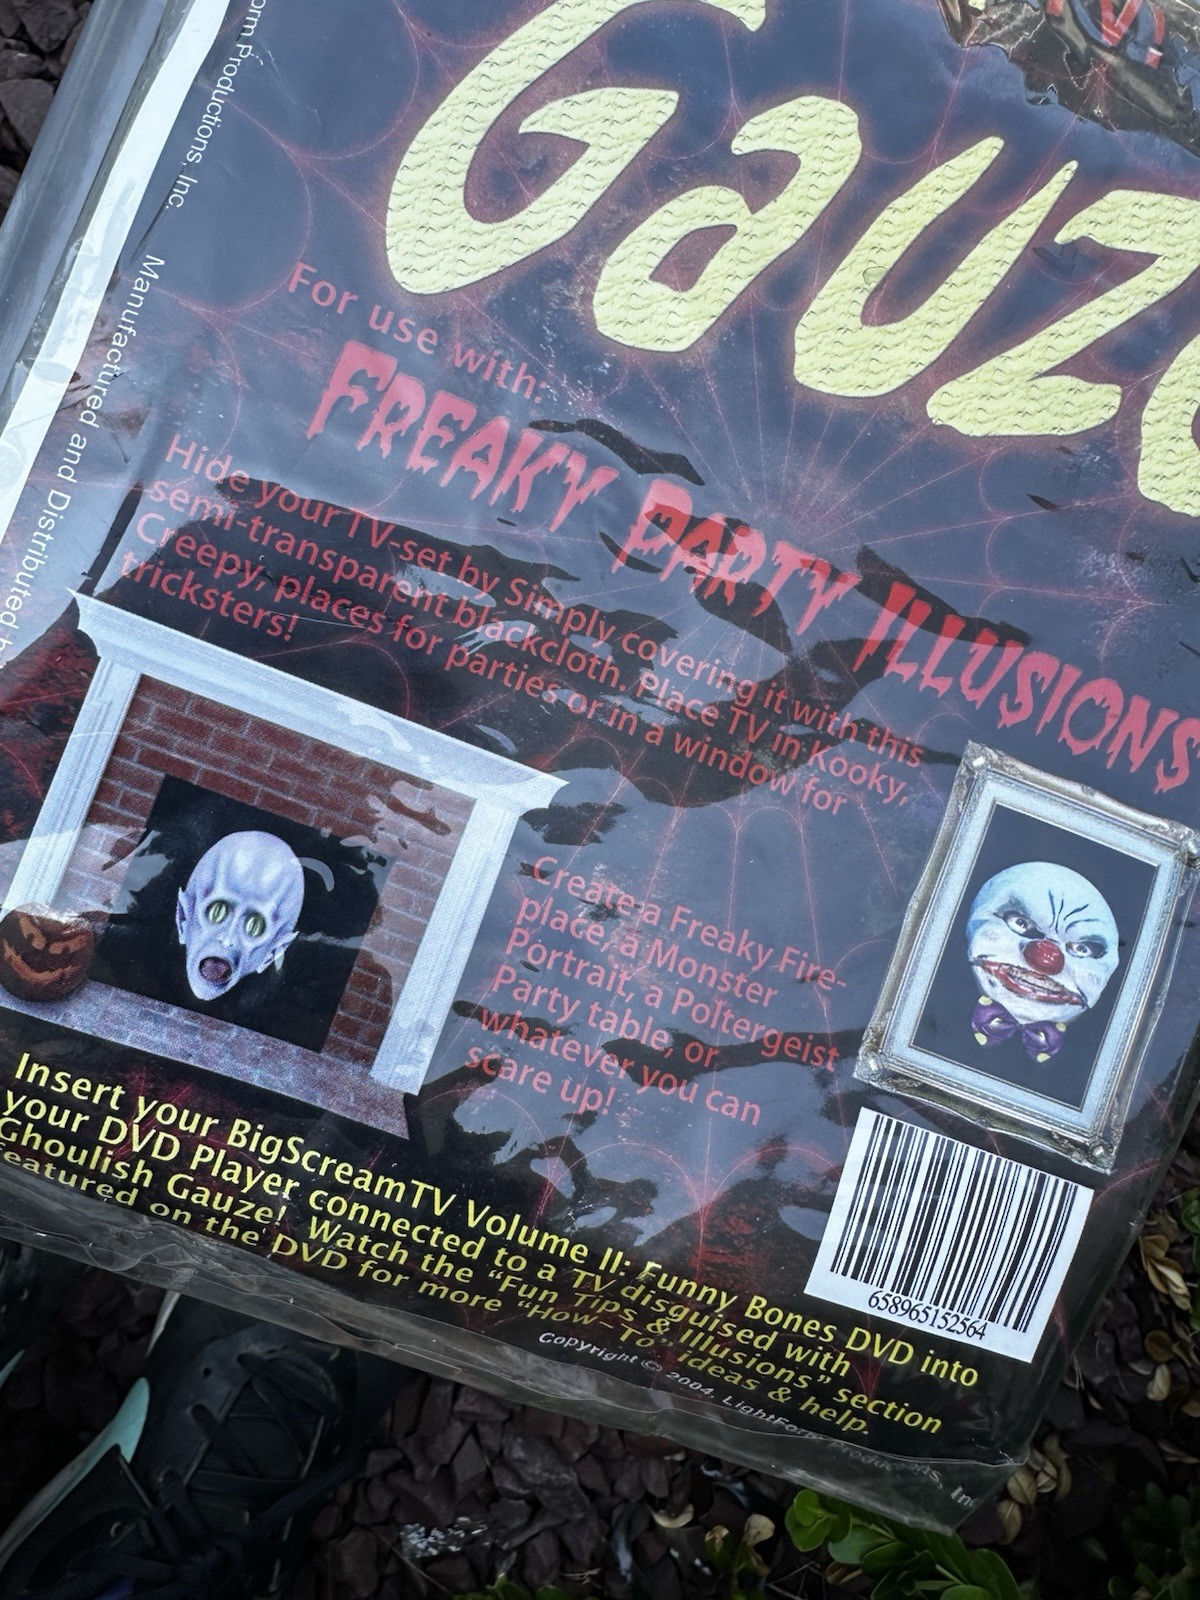 TV!
Gauz
For use with:
FREAKY PARTY ILLUSIONS
Hide your TV-set by Simply covering it with this
semi-transparent blackcloth. Place TV in Kooky,
Creepy, places for parties or in a window for
tricksters!
Create a Freaky Fire-
place, a Monster
Portrait, a Poltergeist
Party table, or
whatever you can
scare up!
Insert your BigScreamTV Volume II: Funny Bones DVD into
your DVD Player connected to a TV disguised with
Ghoulish Gauze! Watch the “Fun Tips & Illusions” section
featured on the DVD for more “How-To” ideas & help.
Copyright © 2004, LightForm Productions, Inc
658965152564
Manufactured and Distributed by
orm Productions, Inc.